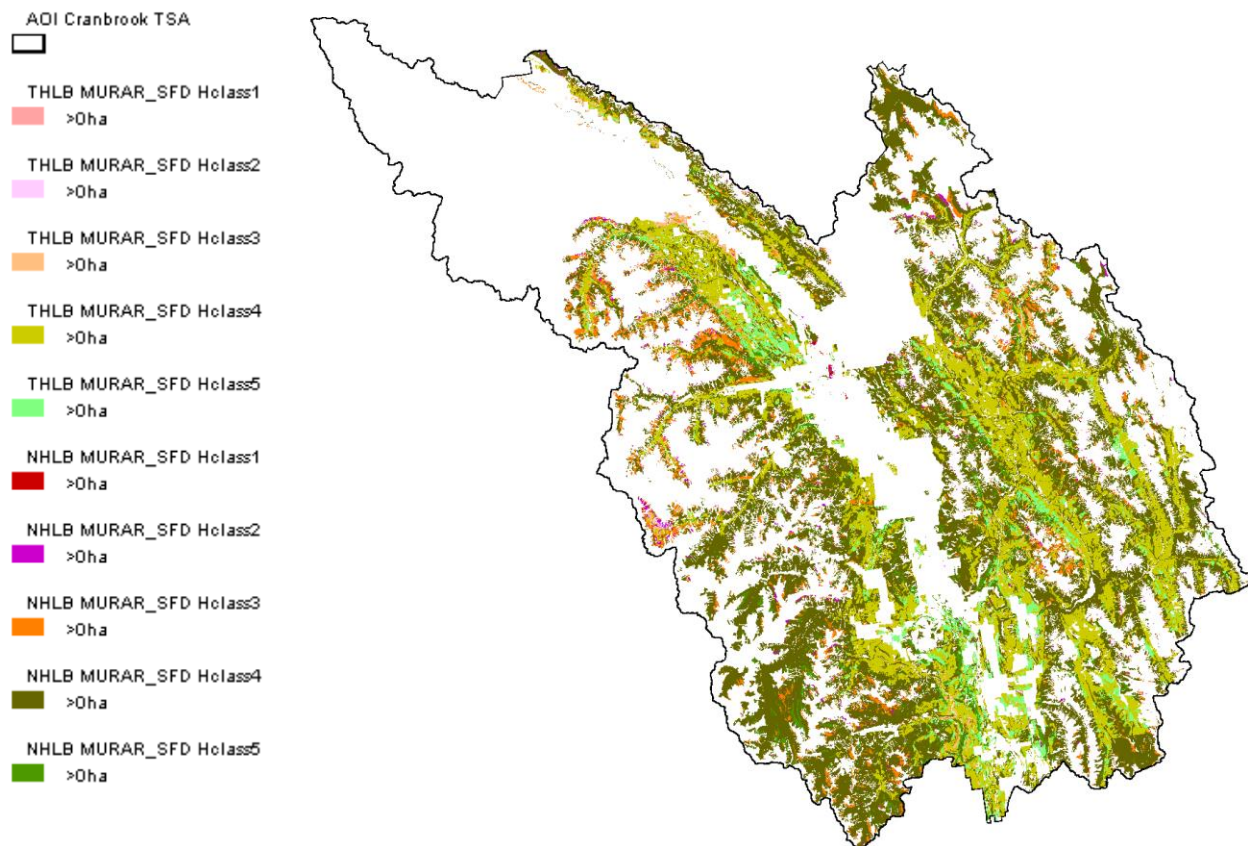 AOI Cranbrook TSA
THLB MURAR_SFD Hclass1
>0ha
THLB MURAR_SFD Hclass2
>0ha
THLB MURAR_SFD Hclass3
>0ha
THLB MURAR_SFD Hclass4
>0ha
THLB MURAR_SFD Hclass5
>0ha
NHLB MURAR_SFD Hclass1
>0ha
NHLB MURAR_SFD Hclass2
>0ha
NHLB MURAR_SFD Hclass3
>0ha
NHLB MURAR_SFD Hclass4
>0ha
NHLB MURAR_SFD Hclass5
>0ha